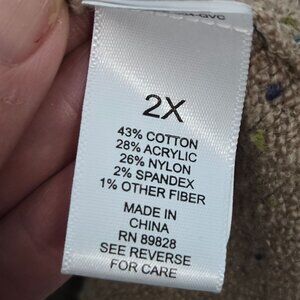 2X
43% COTTON
28% ACRYLIC
26% NYLON
2% SPANDEX
1% OTHER FIBER
MADE IN
CHINA
RN 89828
SEE REVERSE
FOR CARE